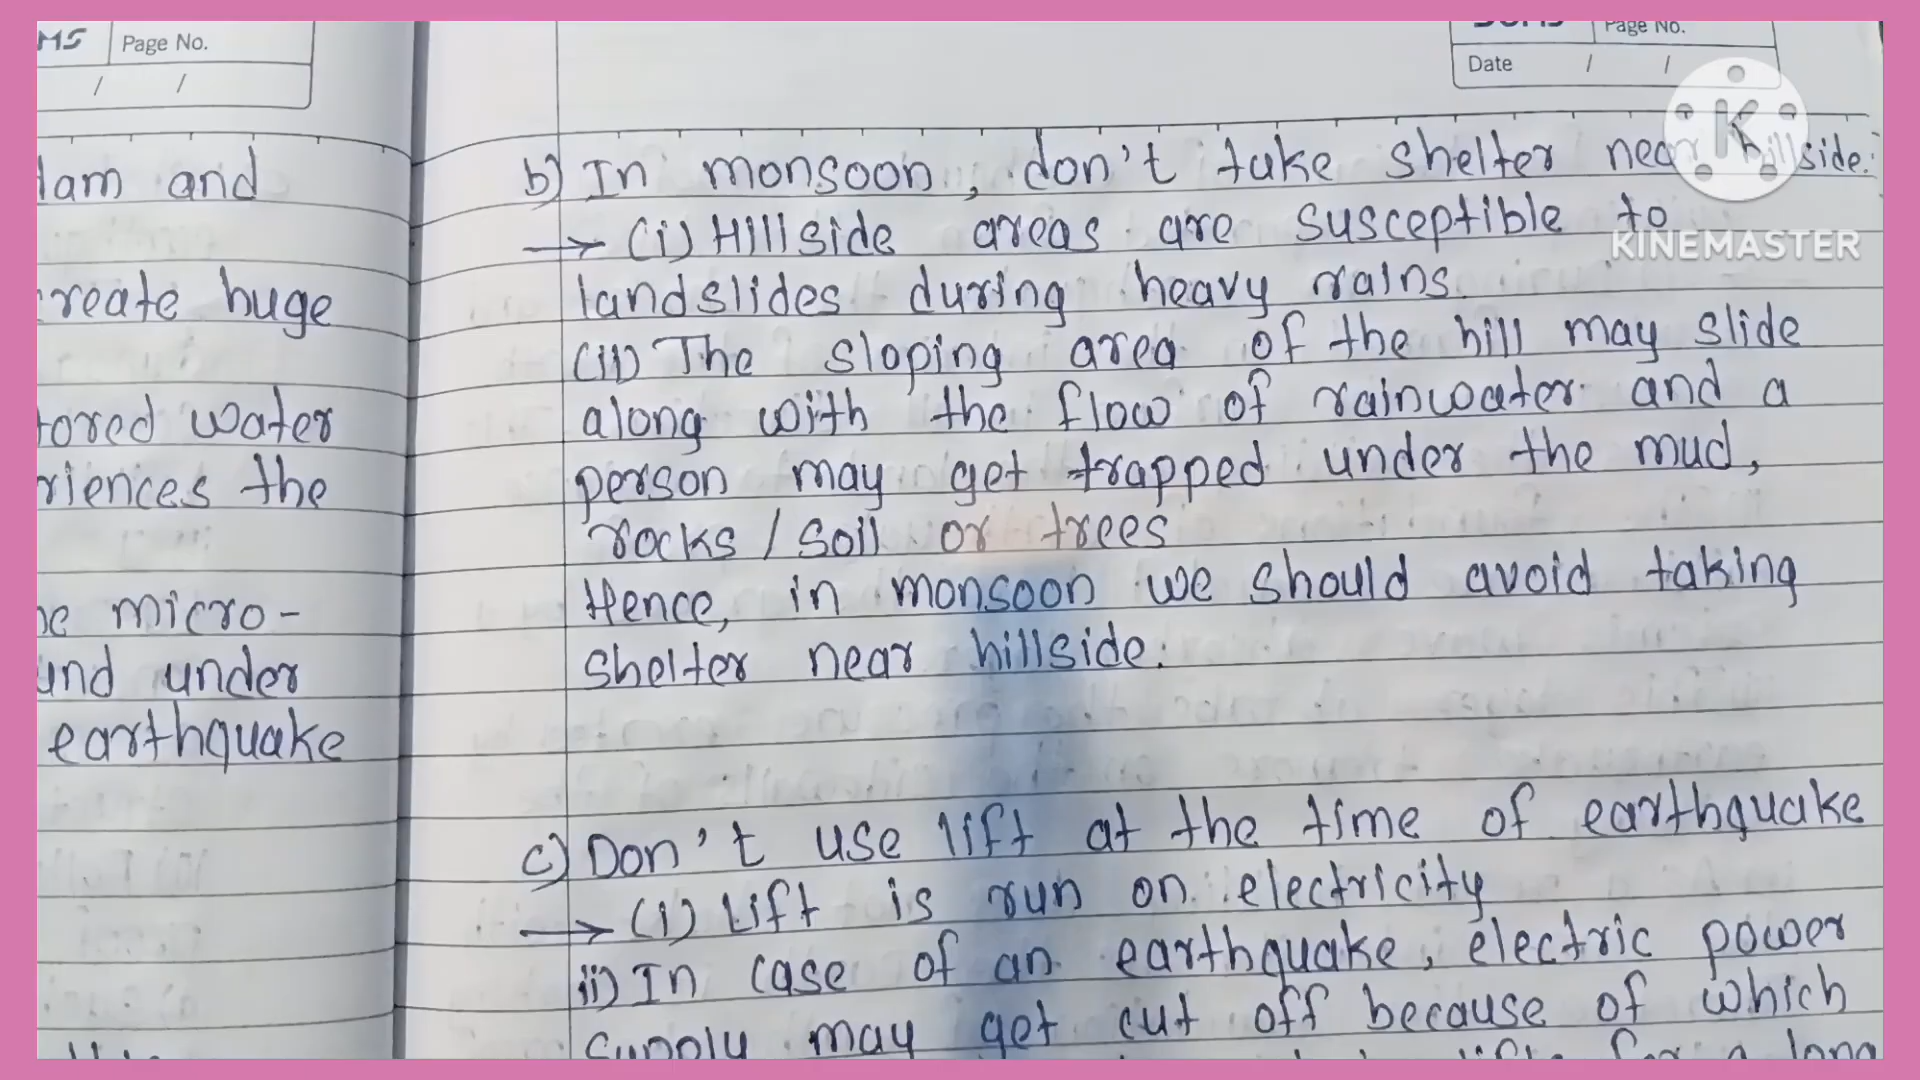 MS Page No.
/ /
Page No.
Date / /
lam and
reate huge
tored water
riences the
micro-
und under
earthquake
b) In monsoon, don't take shelter near hillside.
→ (i) Hillside areas are susceptible to
landslides during heavy rains.
(ii) The sloping area of the hill may slide
along with the flow of rainwater and a
person may get trapped under the mud,
rocks / soil or trees
Hence, in monsoon we should avoid taking
shelter near hillside.
c) Don't use lift at the time of earthquake
→ (i) Lift is run on electricity
ii) In case of an earthquake, electric power
supply may get cut off because of which
for a long
K
KINEMASTER